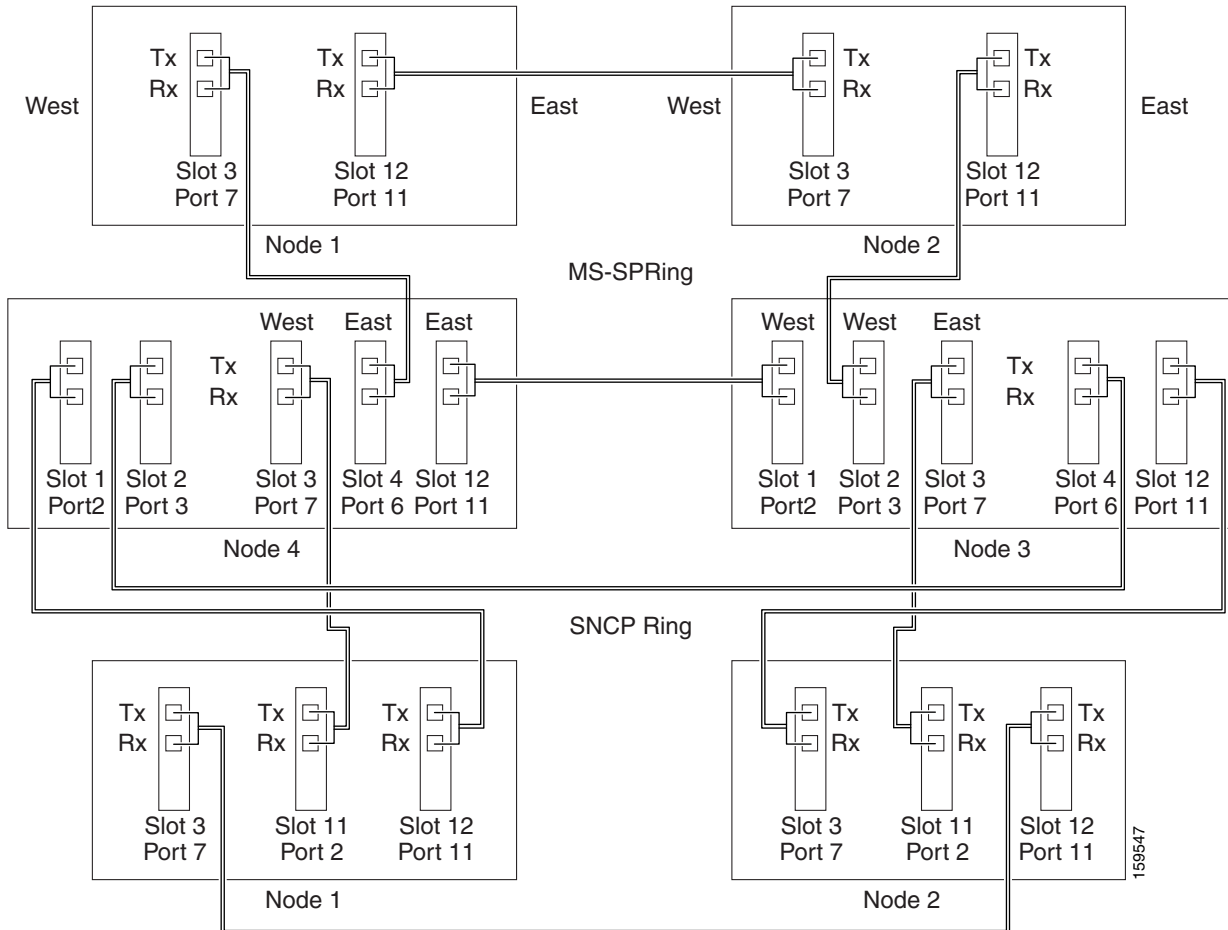 Tx
Tx
Tx
Tx
Rx
Rx
Rx
Rx
West
East
West
East
Slot 3
Port 7
Slot 12
Port 11
Slot 3
Port 7
Slot 12
Port 11
Node 1
Node 2
MS-SPRing
West
East
East
West
West
East
Tx
Rx
Tx
Rx
Slot 1
Port2
Slot 2
Port 3
Slot 3
Port 7
Slot 4
Port 6
Slot 12
Port 11
Slot 1
Port2
Slot 2
Port 3
Slot 3
Port 7
Slot 4
Port 6
Slot 12
Port 11
Node 4
Node 3
SNCP Ring
Tx
Tx
Tx
Tx
Tx
Tx
Rx
Rx
Rx
Rx
Rx
Rx
Slot 3
Port 7
Slot 11
Port 2
Slot 12
Port 11
Slot 3
Port 7
Slot 11
Port 2
Slot 12
Port 11
159547
Node 1
Node 2